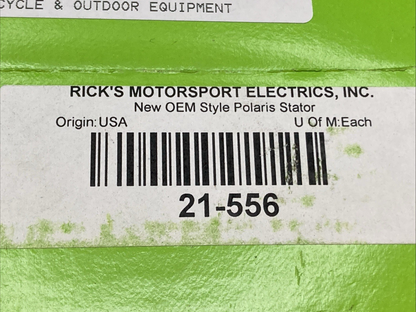 CYCLE & OUTDOOR EQUIPMENT
RICK'S MOTORSPORT ELECTRICS, INC.
New OEM Style Polaris Stator
Origin:USA U Of M:Each
21-556